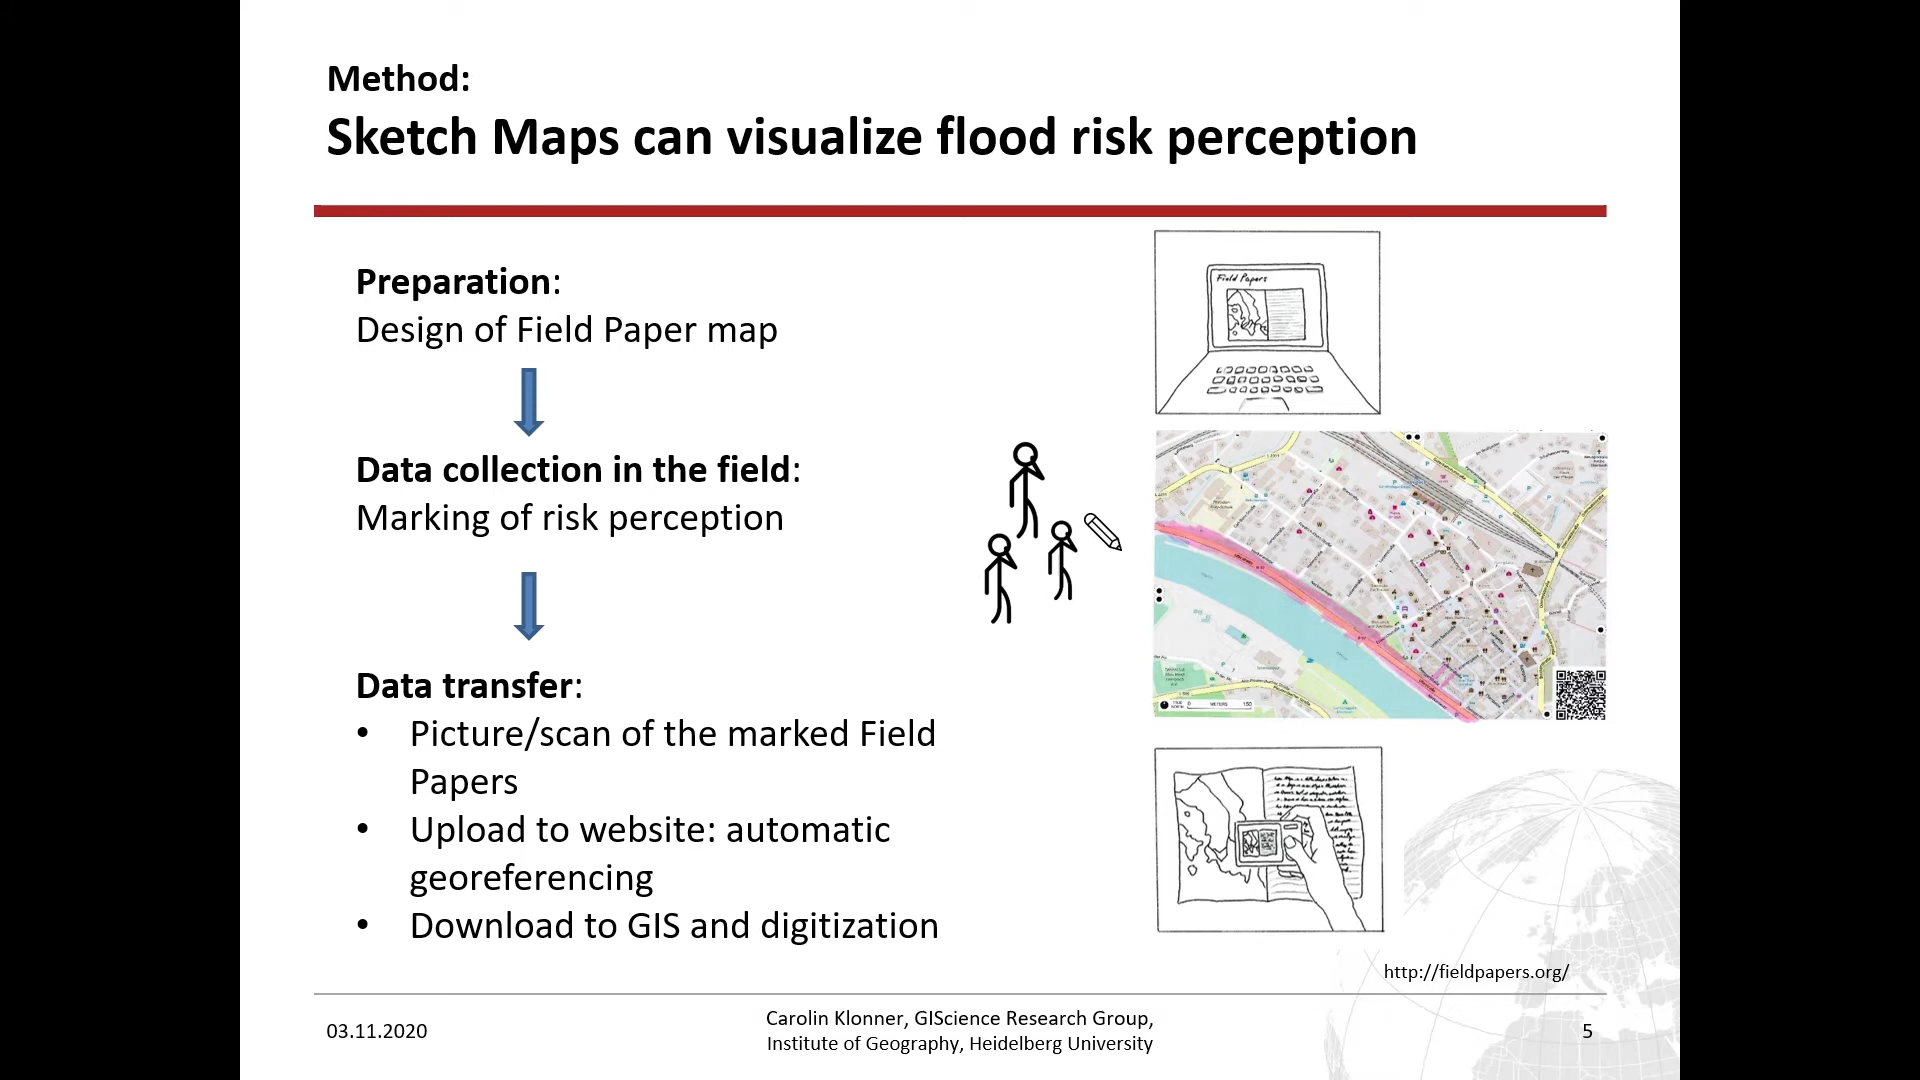 Method:
Sketch Maps can visualize flood risk perception
Preparation:
Design of Field Paper map
Data collection in the field:
Marking of risk perception
Data transfer:
• Picture/scan of the marked Field
Papers
• Upload to website: automatic
georeferencing
• Download to GIS and digitization
Field Papers
METERS
150
http://fieldpapers.org/
03.11.2020
Carolin Klonner, GIScience Research Group,
Institute of Geography, Heidelberg University
5